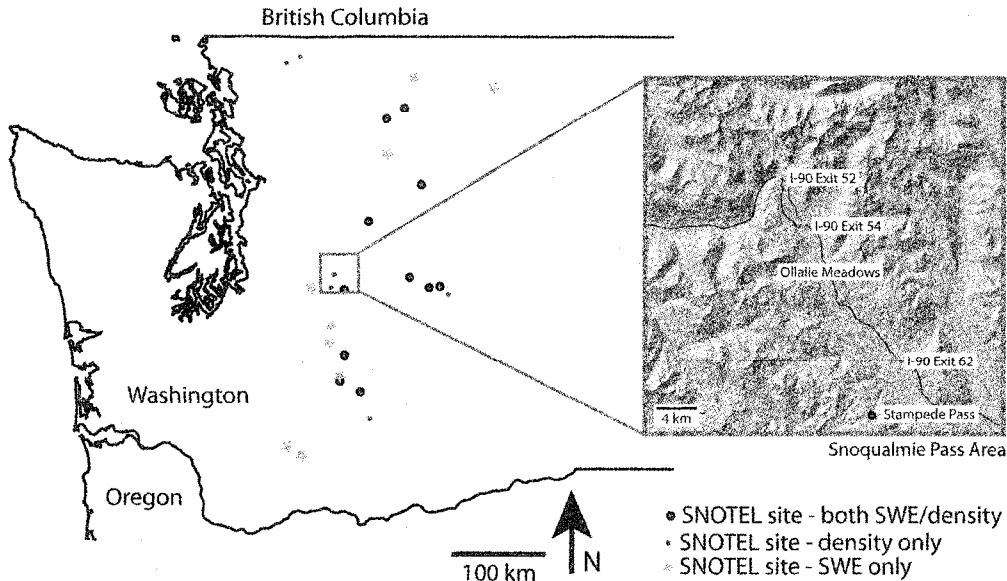 British Columbia
I-90 Exit 52
I-90 Exit 54
Ollalie Meadows
I-90 Exit 62
4 km
Stampede Pass
Snoqualmie Pass Area
Washington
Oregon
N
100 km
SNOTEL site - both SWE/density
SNOTEL site - density only
SNOTEL site - SWE only